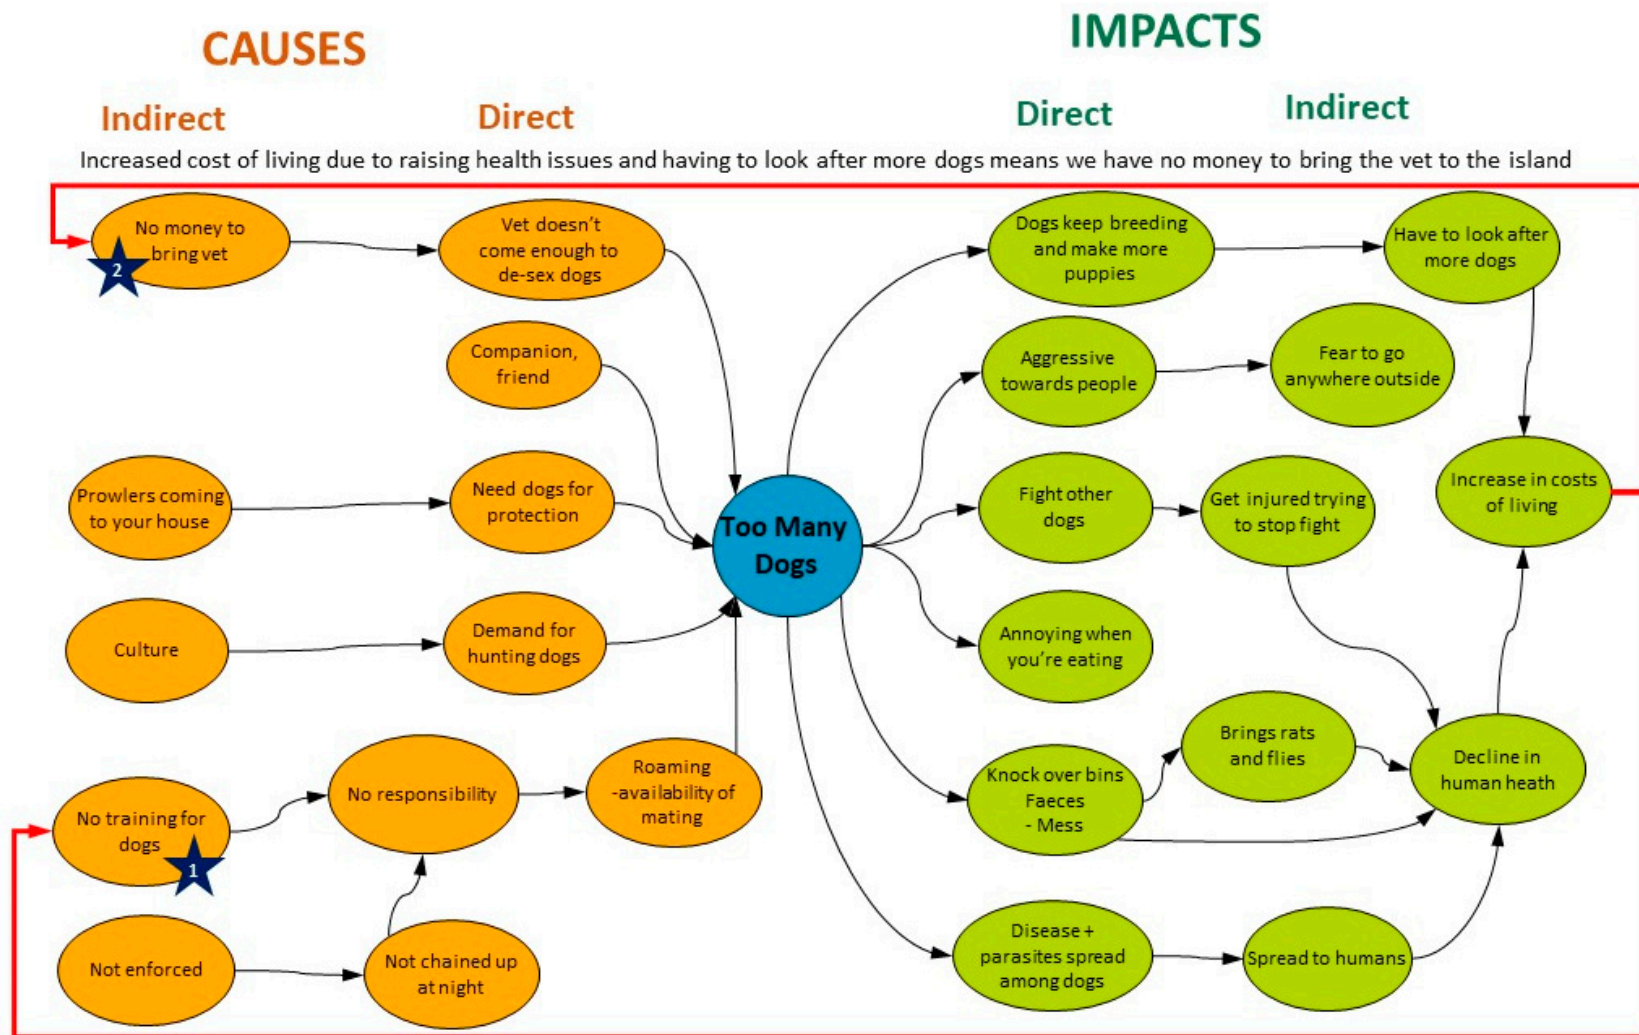 CAUSES
IMPACTS
Indirect
Direct
Direct
Indirect
Increased cost of living due to raising health issues and having to look after more dogs means we have no money to bring the vet to the island
No money to
bring vet
2
Vet doesn't
come enough to
de-sex dogs
Dogs keep breeding
and make more
puppies
Have to look after
more dogs
Companion,
friend
Aggressive
towards people
Fear to go
anywhere outside
Prowlers coming
to your house
Need dogs for
protection
Too Many
Dogs
Fight other
dogs
Get injured trying
to stop fight
Increase in costs
of living
Culture
Demand for
hunting dogs
Annoying when
you're eating
No training for
dogs
1
No responsibility
Roaming
-availability of
mating
Knock over bins
Faeces
- Mess
Brings rats
and flies
Decline in
human heath
Not enforced
Not chained up
at night
Disease +
parasites spread
among dogs
Spread to humans